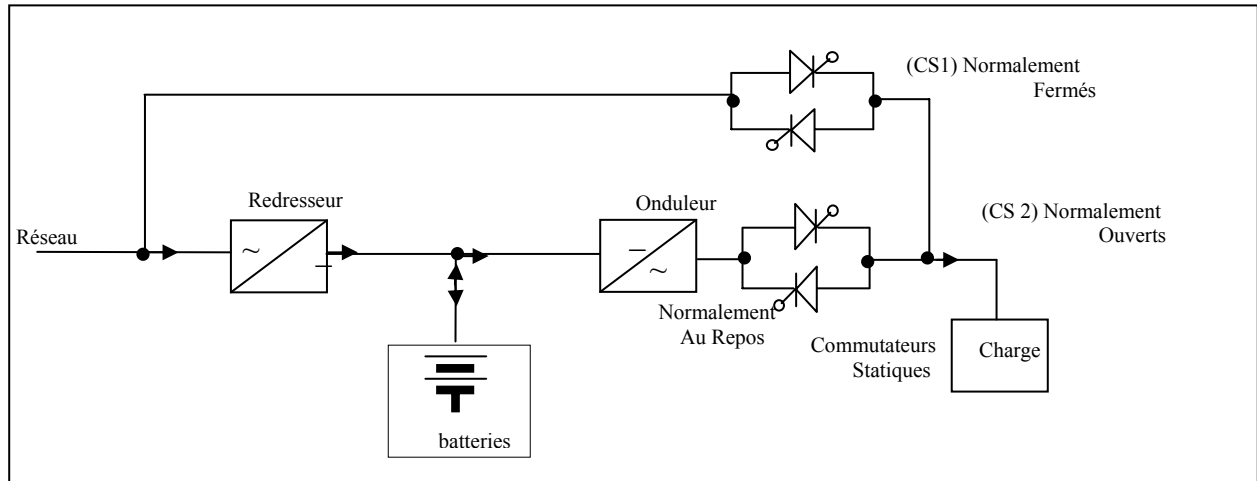 (CS1) Normalement
Fermés
Redresseur
Onduleur
(CS 2) Normalement
Ouverts
Réseau
~
–
–
~
Normalement
Au Repos
Commutateurs
Statiques
Charge
batteries